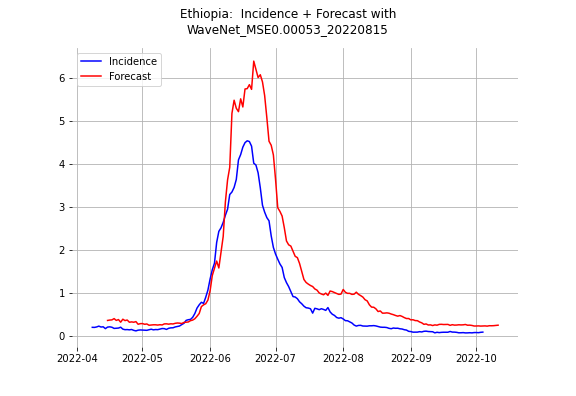 Ethiopia:  Incidence + Forecast with
WaveNet_MSE0.00053_20220815
Incidence
Forecast
6
5
4
3
2
1
0
2022-04 2022-05 2022-06 2022-07 2022-08 2022-09 2022-10